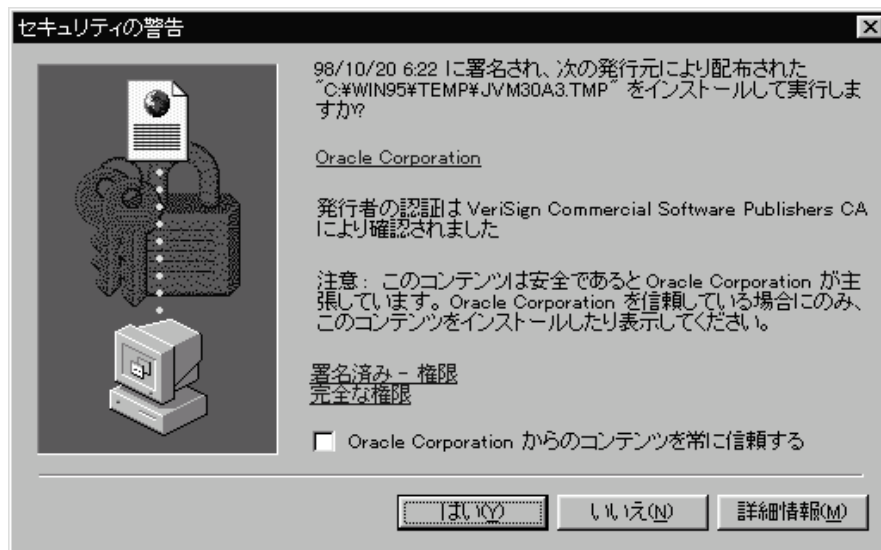 セキュリティの警告
98/10/20 6:22 に署名され、次の発行元により配布された
"C:¥WIN95¥TEMP¥JVM30A3.TMP" をインストールして実行しま
すか?
Oracle Corporation
発行者の認証は VeriSign Commercial Software Publishers CA
により確認されました
注意： このコンテンツは安全であると Oracle Corporation が主
張しています。Oracle Corporation を信頼している場合にのみ、
このコンテンツをインストールしたり表示してください。
署名済み - 権限
完全な権限
Oracle Corporation からのコンテンツを常に信頼する
はい(Y) いいえ(N) 詳細情報(M)